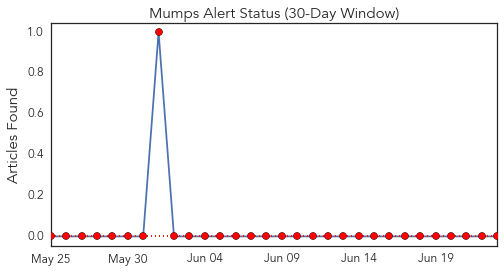 Mumps Alert Status (30-Day Window)
Articles Found
1.0
0.8
0.6
0.4
0.2
0.0
May 25 May 30 Jun 04 Jun 09 Jun 14 Jun 19